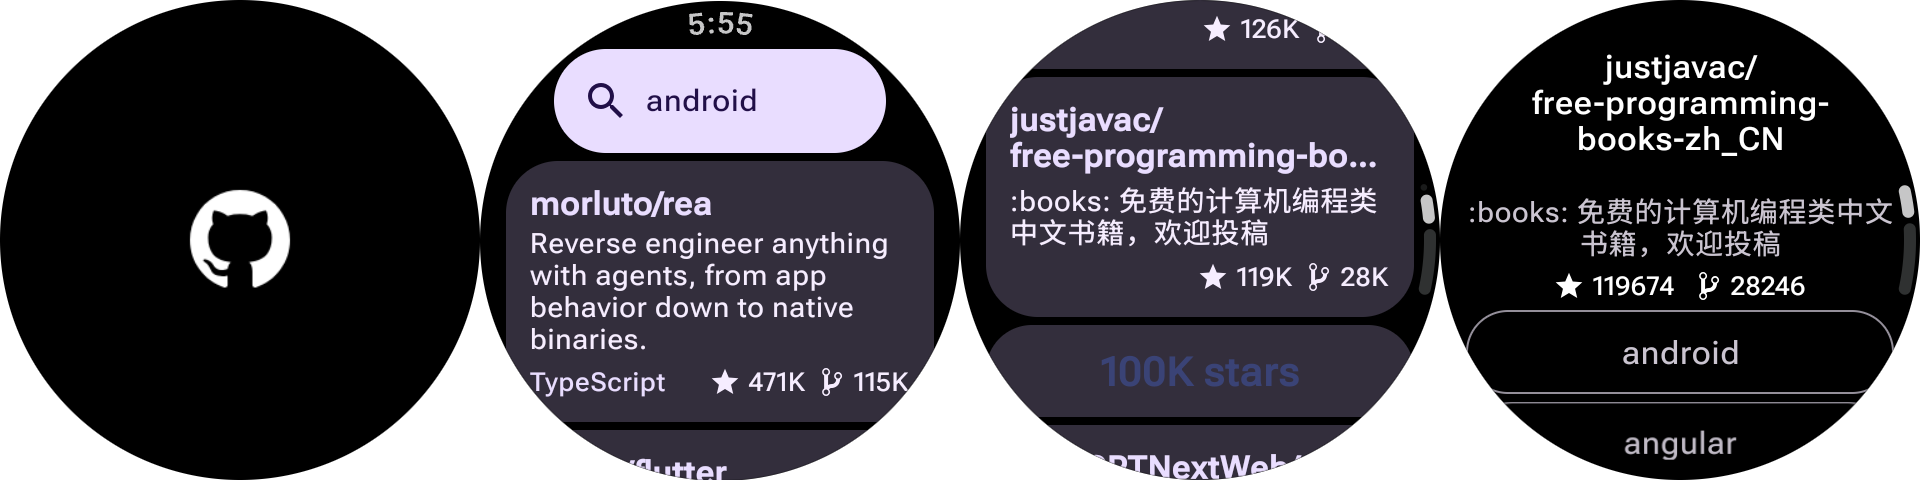 5:55
android
morluto/rea
Reverse engineer anything
with agents, from app
behavior down to native
binaries.
TypeScript 471K 115K
/flutter
126K
justjavac/
free-programming-bo...
:books: 免费的计算机编程类
中文书籍，欢迎投稿
119K 28K
100K stars
PTNextWeb/
justjavac/
free-programming-
books-zh_CN
:books: 免费的计算机编程类中文
书籍，欢迎投稿
119674 28246
android
angular